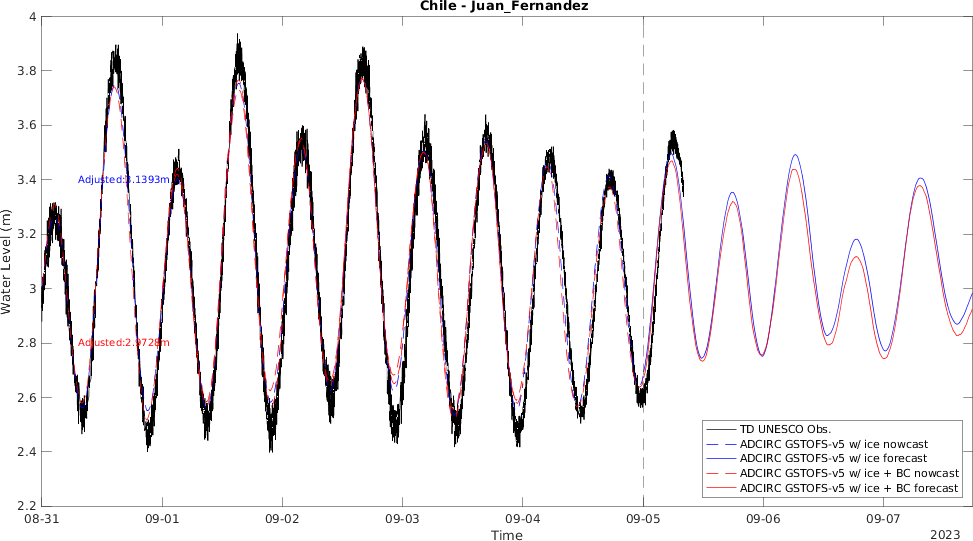 Chile - Juan_Fernandez
4
3.8
3.6
3.4
3.2
3
2.8
2.6
2.4
2.2
Water Level (m)
Adjusted:3.1393m
Adjusted:2.9728m
TD UNESCO Obs.
ADCIRC GSTOFS-v5 w/ ice nowcast
ADCIRC GSTOFS-v5 w/ ice forecast
ADCIRC GSTOFS-v5 w/ ice + BC nowcast
ADCIRC GSTOFS-v5 w/ ice + BC forecast
08-31 09-01 09-02 09-03 09-04 09-05 09-06 09-07
Time
2023